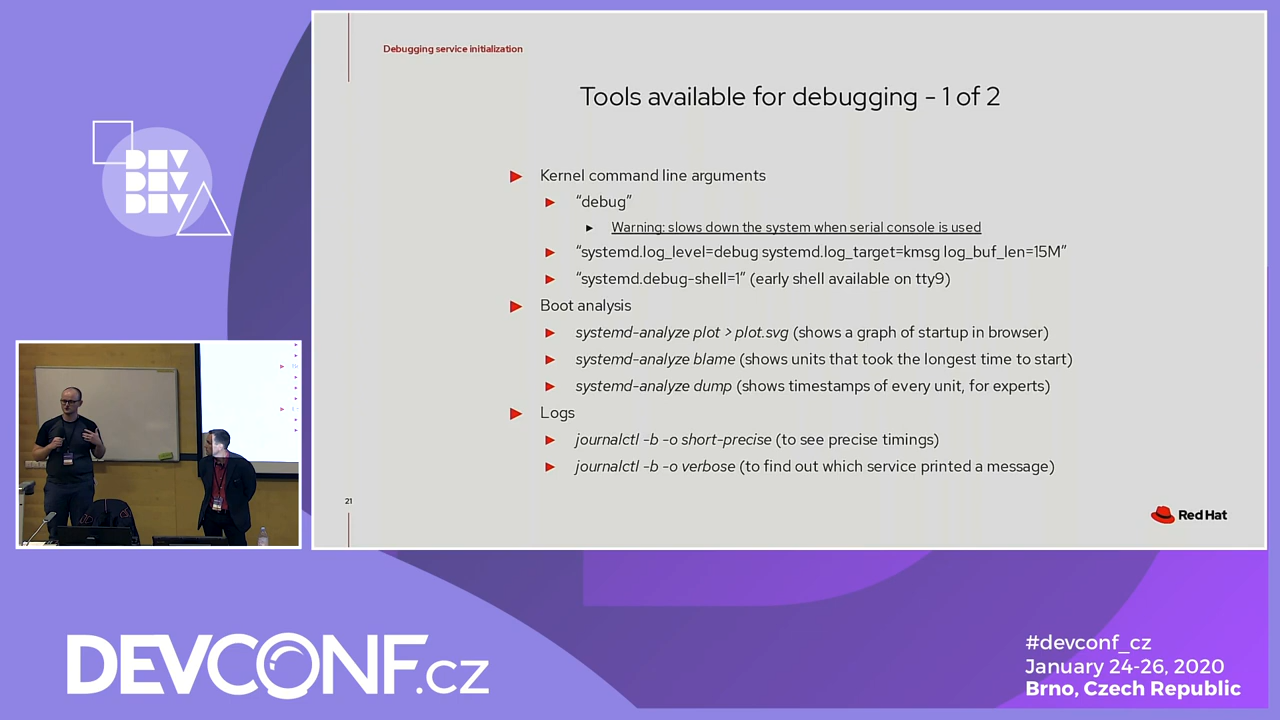 Debugging service initialization
Tools available for debugging - 1 of 2
Kernel command line arguments
“debug”
Warning: slows down the system when serial console is used
“systemd.log_level=debug systemd.log_target=kmsg log_buf_len=15M”
“systemd.debug-shell=1” (early shell available on tty9)
Boot analysis
systemd-analyze plot > plot.svg (shows a graph of startup in browser)
systemd-analyze blame (shows units that took the longest time to start)
systemd-analyze dump (shows timestamps of every unit, for experts)
Logs
journalctl -b -o short-precise (to see precise timings)
journalctl -b -o verbose (to find out which service printed a message)
21
Red Hat
DEV
DEV
DEV
DEVCONF.cz
#devconf_cz
January 24-26, 2020
Brno, Czech Republic